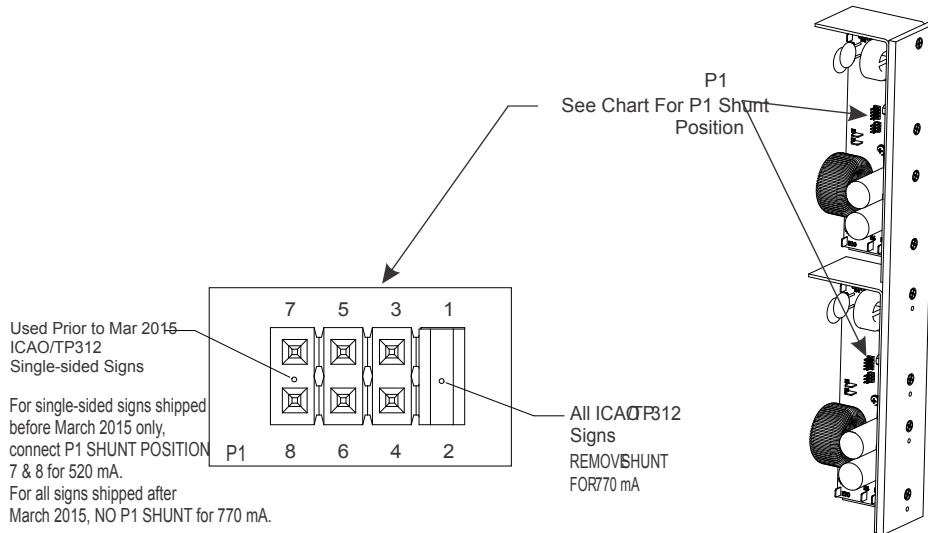 P1
See Chart For P1 Shunt
Position
7 5 3 1
Used Prior to Mar 2015
ICAO/TP312
Single-sided Signs
For single-sided signs shipped
before March 2015 only,
connect P1 SHUNT POSITION
7 & 8 for 520 mA.
For all signs shipped after
March 2015, NO P1 SHUNT for 770 mA.
P1 8 6 4 2
All ICAO/TP312
Signs
REMOVE SHUNT
FOR 770 mA